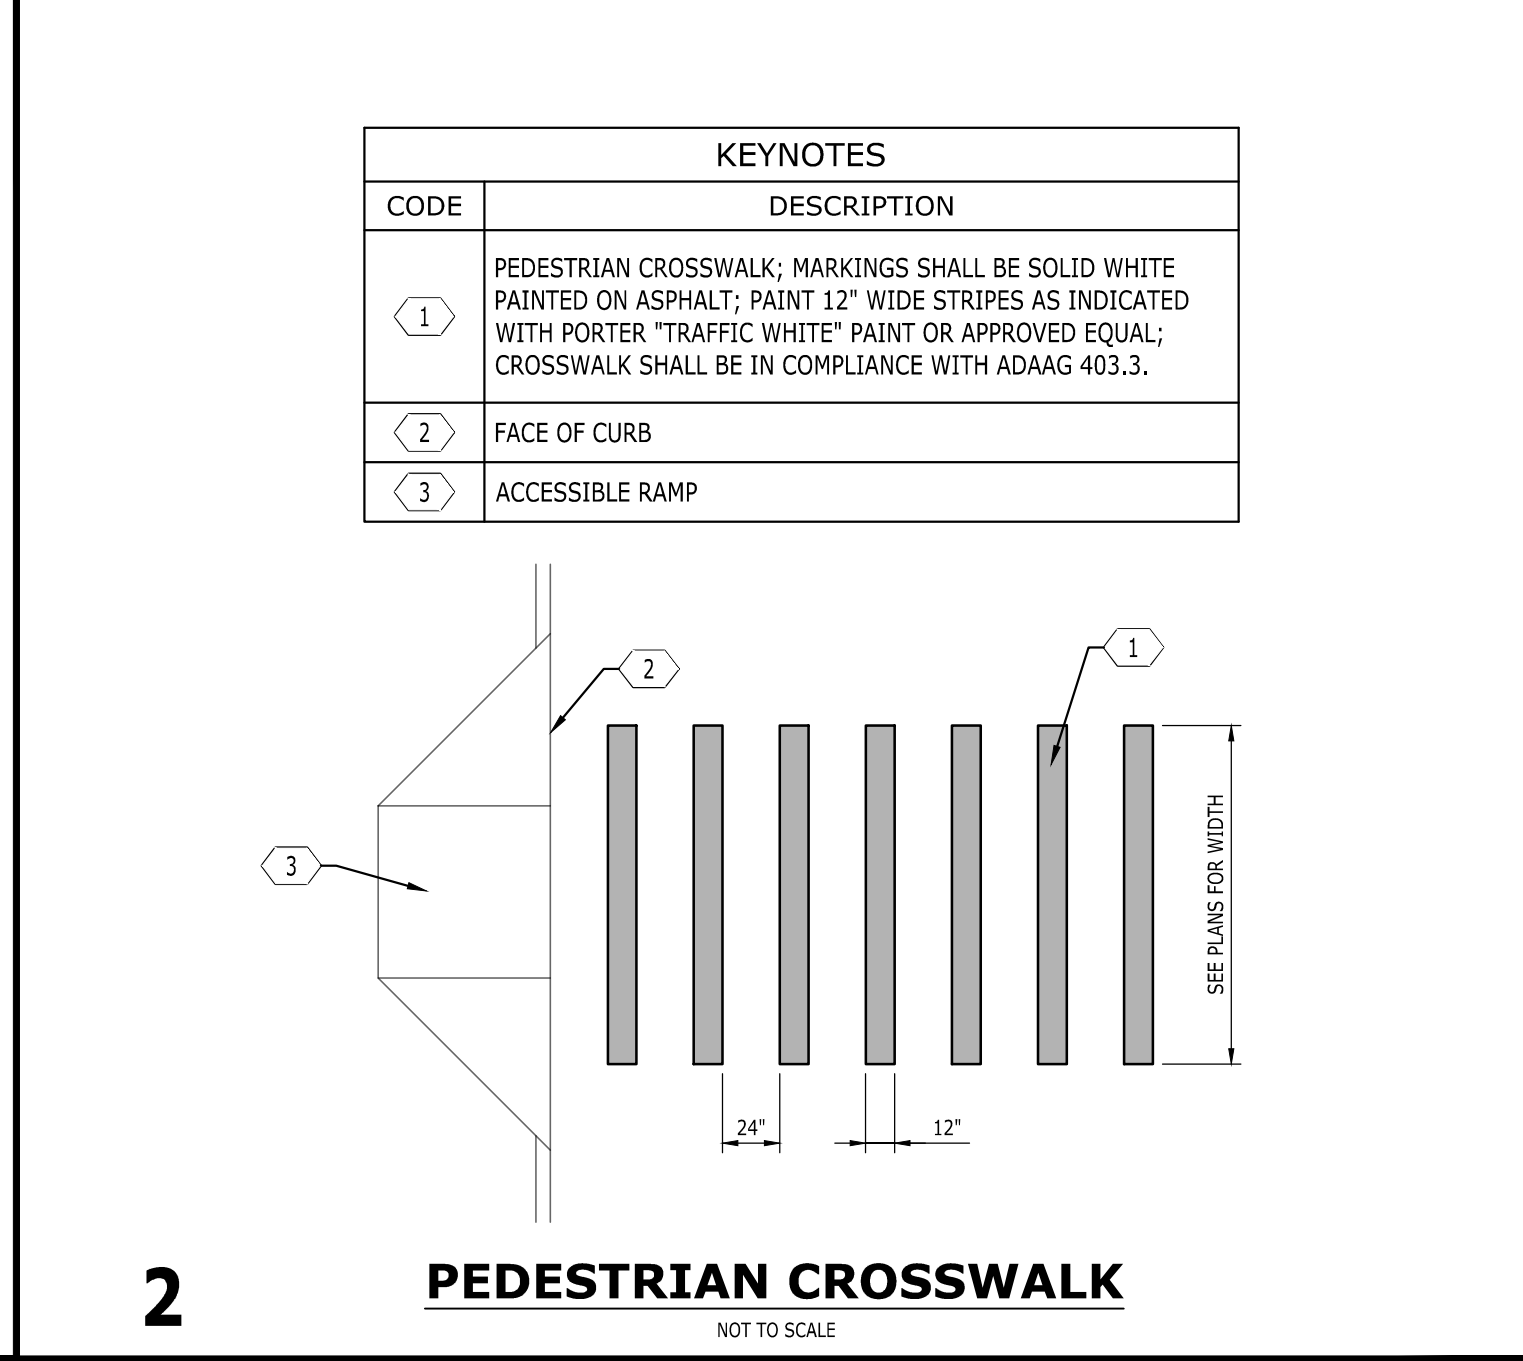 KEYNOTES
CODE DESCRIPTION
1 PEDESTRIAN CROSSWALK; MARKINGS SHALL BE SOLID WHITE
PAINTED ON ASPHALT; PAINT 12" WIDE STRIPES AS INDICATED
WITH PORTER "TRAFFIC WHITE" PAINT OR APPROVED EQUAL;
CROSSWALK SHALL BE IN COMPLIANCE WITH ADAAG 403.3.
2 FACE OF CURB
3 ACCESSIBLE RAMP
1
2
3
SEE PLANS FOR WIDTH
24"
12"
2
PEDESTRIAN CROSSWALK
NOT TO SCALE